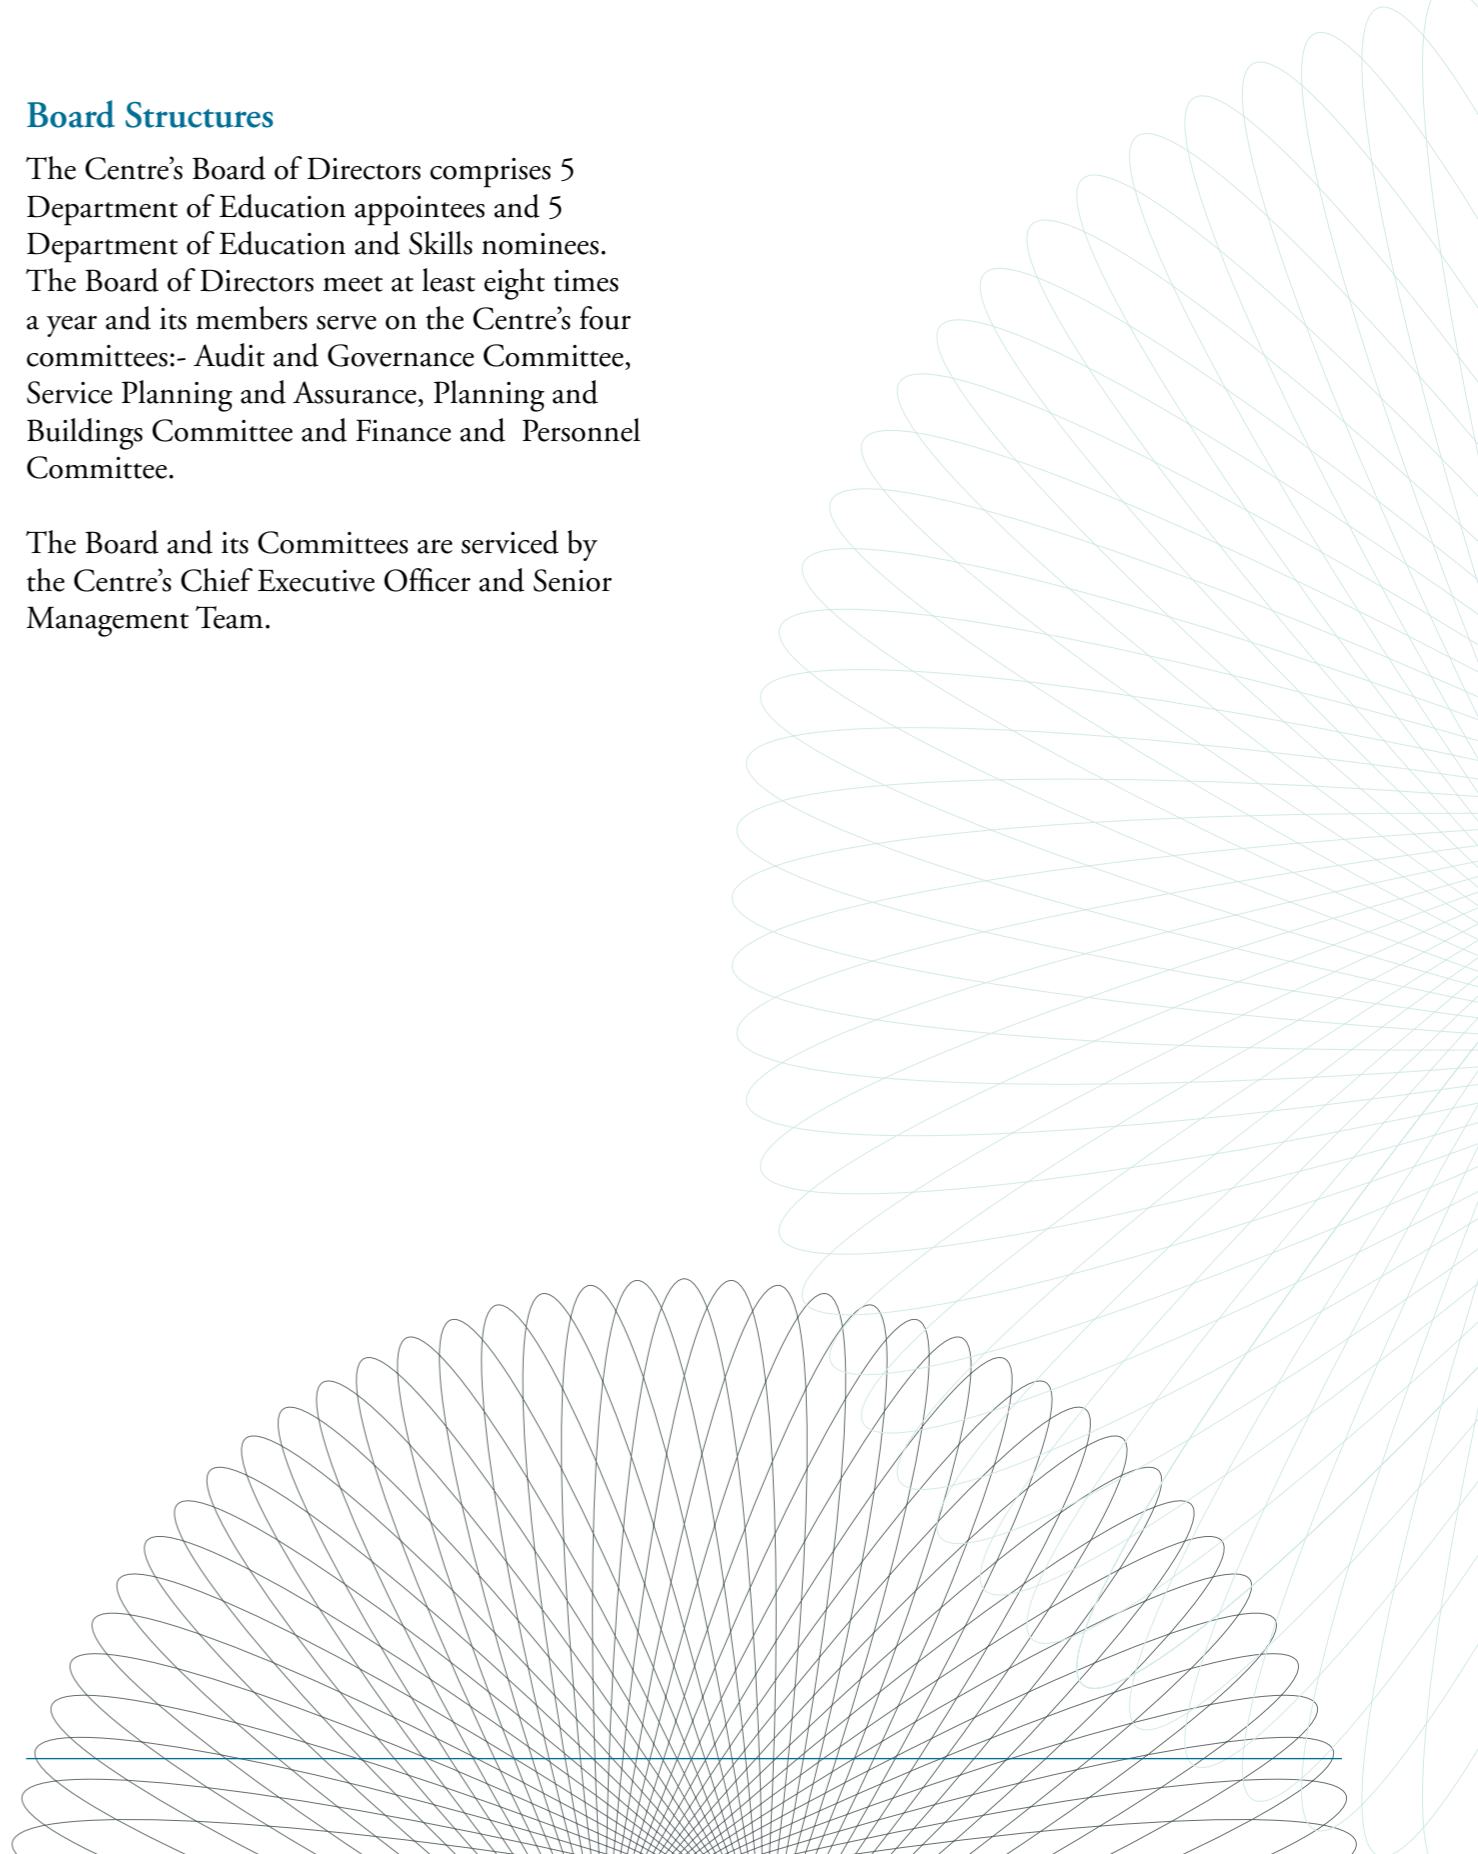 Board Structures
The Centre’s Board of Directors comprises 5
Department of Education appointees and 5
Department of Education and Skills nominees.
The Board of Directors meet at least eight times
a year and its members serve on the Centre’s four
committees:- Audit and Governance Committee,
Service Planning and Assurance, Planning and
Buildings Committee and Finance and  Personnel
Committee.
The Board and its Committees are serviced by
the Centre’s Chief Executive Officer and Senior
Management Team.